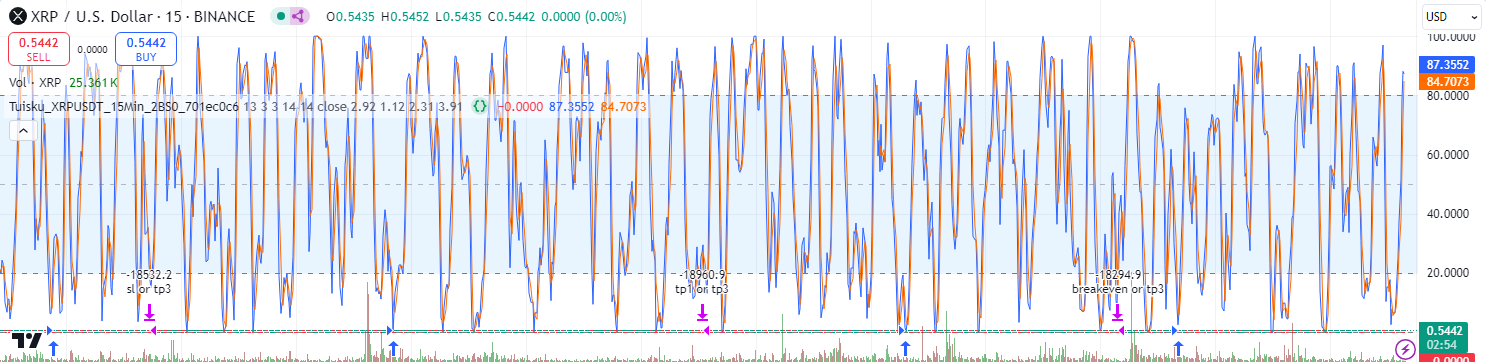 XRP / U.S. Dollar · 15 · BINANCE O0.5435 H0.5452 L0.5435 C0.5442 0.0000 (0.00%)
USD
0.5442 SELL
0.0000
0.5442 BUY
Vol · XRP 25.361 K
Tuisku_XRPUSDT_15Min_2BS0_701ec0c6 13 3 3 14 14 close 2.92 1.12 2.31 3.91 −0.0000 87.3552 84.7073
100.0000
87.3552
84.7073
80.0000
60.0000
40.0000
20.0000
-18532.2
sl or tp3
-18960.9
tp1 or tp3
-18294.9
breakeven or tp3
0.5442
02:54
0.0000